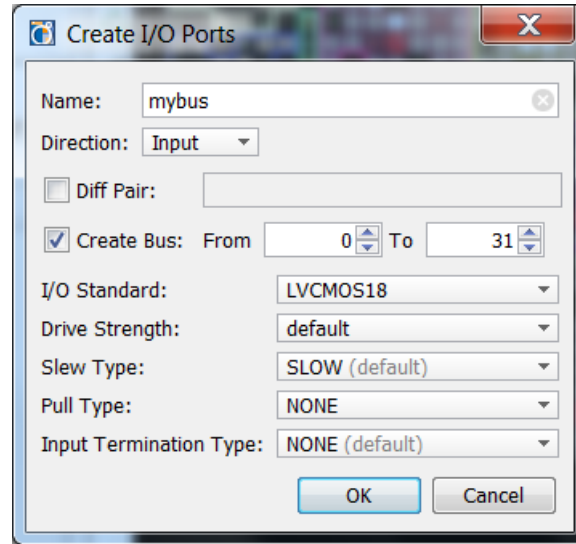 Create I/O Ports
Name: mybus
Direction: Input
Diff Pair:
Create Bus: From 0 To 31
I/O Standard: LVCMOS18
Drive Strength: default
Slew Type: SLOW (default)
Pull Type: NONE
Input Termination Type: NONE (default)
OK Cancel